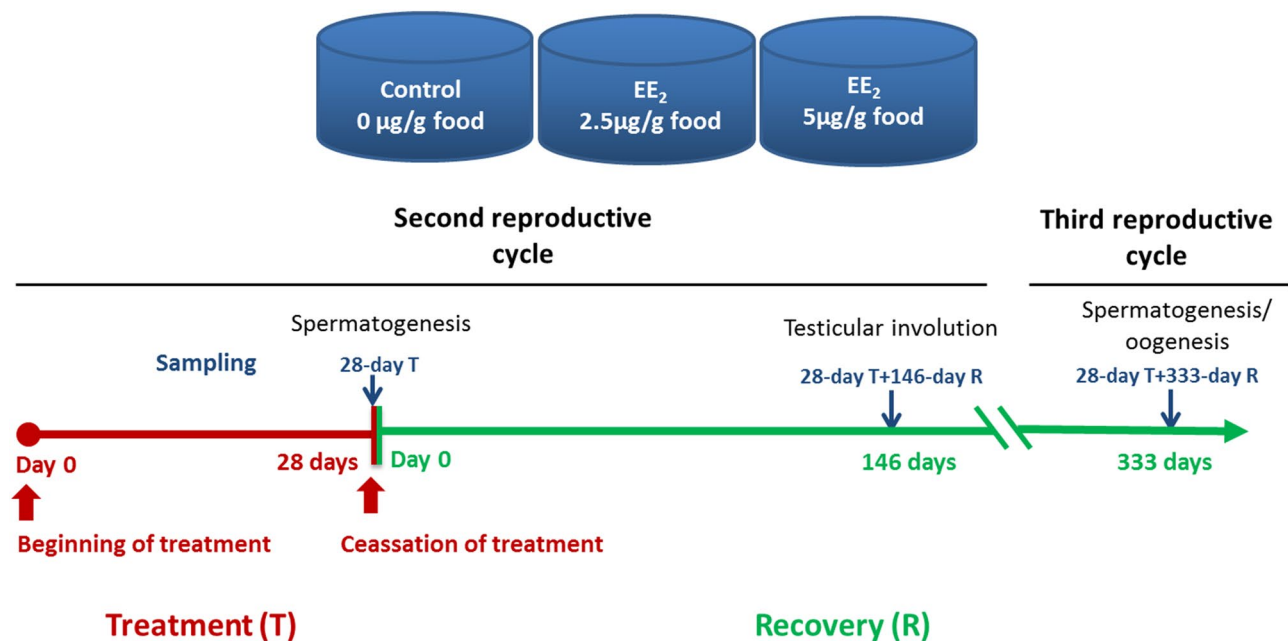 Control
0 µg/g food
EE₂
2.5µg/g food
EE₂
5µg/g food
Second reproductive
cycle
Third reproductive
cycle
Spermatogenesis
Testicular involution
Spermatogenesis/
oogenesis
Sampling
28-day T
28-day T+146-day R
28-day T+333-day R
Day 0
28 days
Day 0
146 days
333 days
Beginning of treatment
Ceassation of treatment
Treatment (T)
Recovery (R)